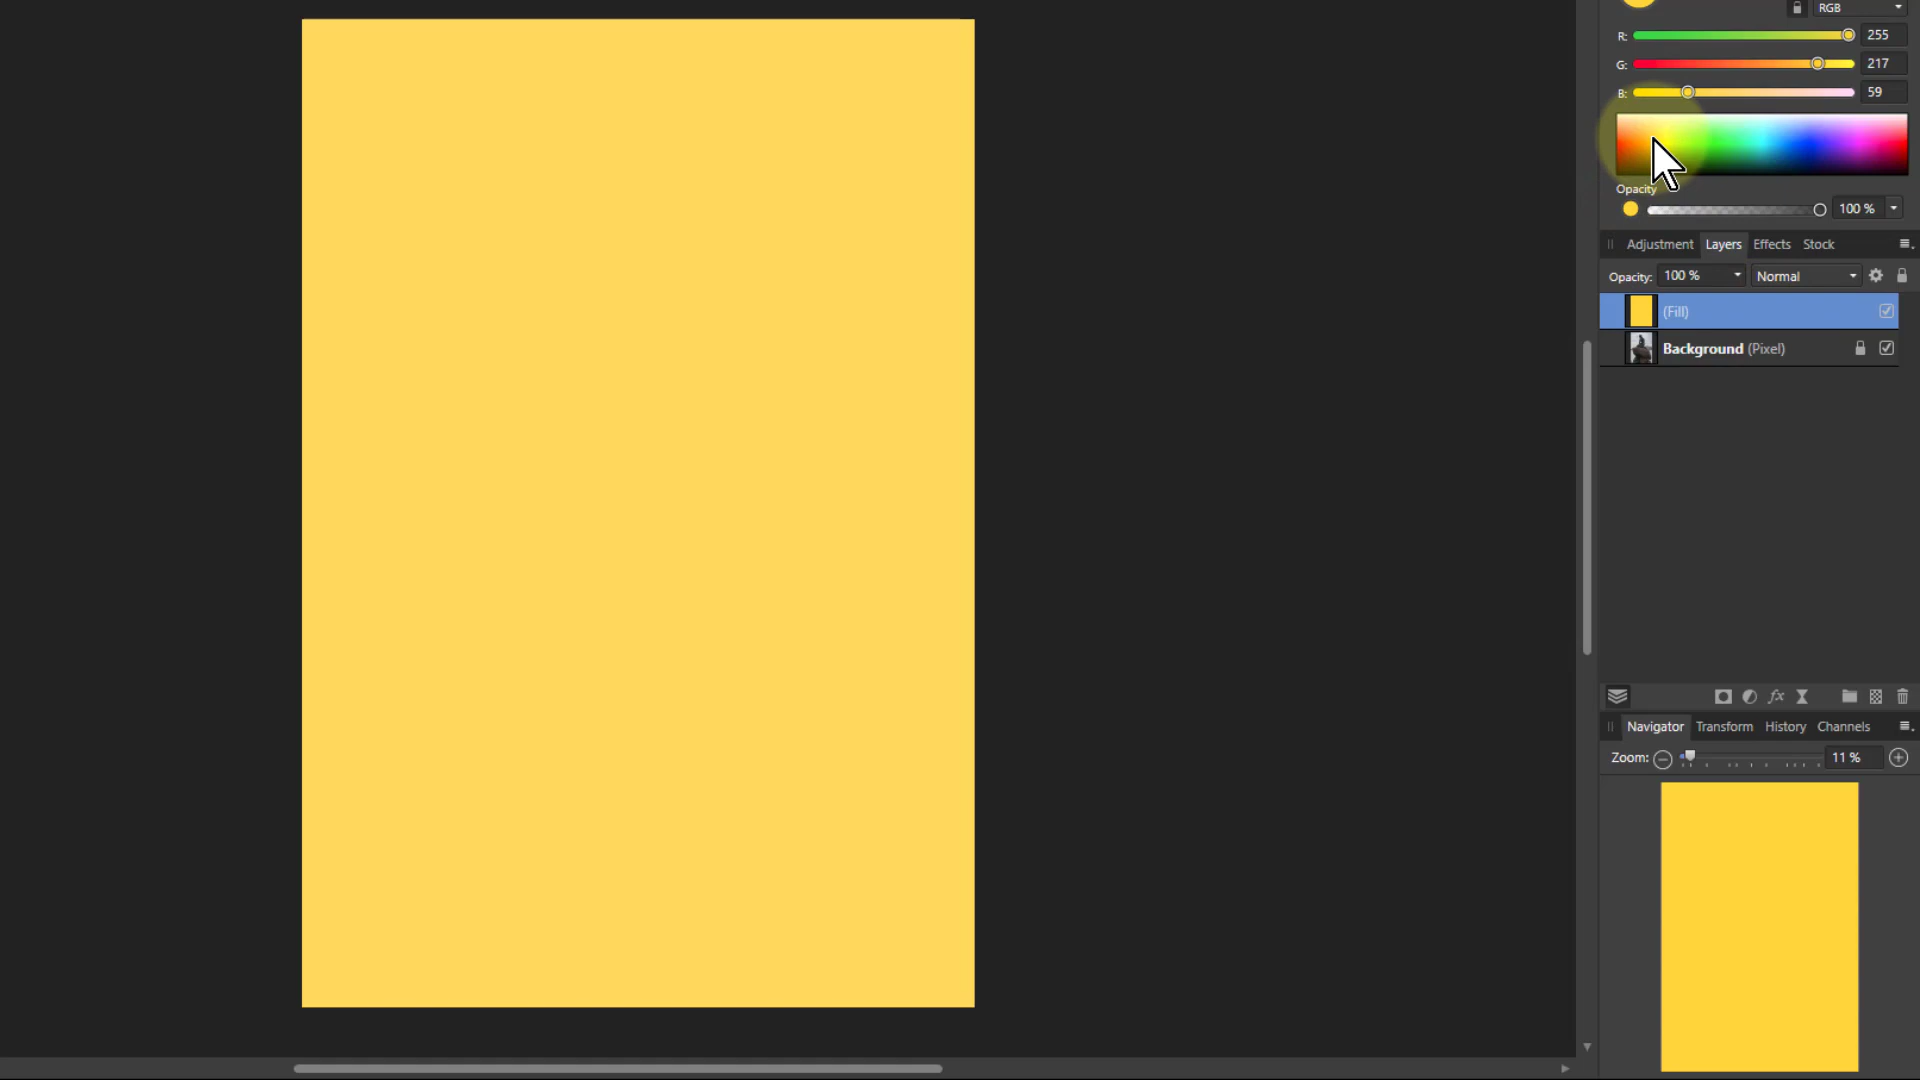 RGB
R: 255
G: 217
B: 59
Opacity
100 %
Adjustment Layers Effects Stock
Opacity: 100 % Normal
(Fill)
Background (Pixel)
fx
Navigator Transform History Channels
Zoom: 11 %